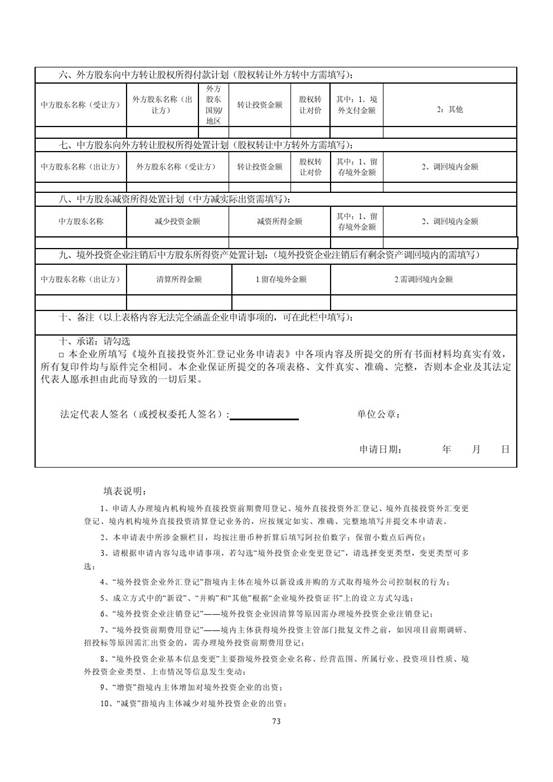 六、外方股东向中方转让股权所得付款计划（股权转让外方转中方需填写）：
中方股东名称（受让方）
外方股东名称（出
让方）
外方
股东
国别/
地区
转让投资金额
股权转
让对价
其中：1、境
外支付金额
2：其他
七、中方股东向外方转让股权所得处置计划（股权转让中方转外方需填写）：
中方股东名称（出让方）
外方股东名称（受让方）
转让投资金额
股权转
让对价
其中：1、留
存境外金额
2、调回境内金额
八、中方股东减资所得处置计划（中方减实际出资需填写）：
中方股东名称
减少投资金额
减资所得金额
其中：1、留
存境外金额
2、调回境内金额
九、境外投资企业注销后中方股东所得资产处置计划：（境外投资企业注销后有剩余资产调回境内的需填写）
中方股东名称（出让方）
清算所得金额
1.留存境外金额
2.需调回境内金额
十、备注（以上表格内容无法完全涵盖企业申请事项的，可在此栏中填写）：
十、承诺：请勾选
□ 本企业所填写《境外直接投资外汇登记业务申请表》中各项内容及所提交的所有书面材料均真实有效，
所有复印件均与原件完全相同。本企业保证所提交的各项表格、文件真实、准确、完整，否则本企业及其法定
代表人愿承担由此而导致的一切后果。
法定代表人签名（或授权委托人签名）： 单位公章：
申请日期： 年 月 日
填表说明：
1、申请人办理境内机构境外直接投资前期费用登记、境外直接投资外汇登记、境外直接投资外汇变更
登记、境内机构境外直接投资清算登记业务的，应按规定如实、准确、完整地填写并提交本申请表。
2、本申请表中所涉金额栏目，均按注册币种折算后填写阿拉伯数字；保留小数点后两位；
3、请根据申请内容勾选申请事项，若勾选“境外投资企业变更登记”，请选择变更类型，变更类型可多
选；
4、“境外投资企业外汇登记”指境内主体在境外以新设或并购的方式取得境外公司控制权的行为；
5、成立方式中的“新设”、“并购”和“其他”根据“企业境外投资证书”上的设立方式勾选；
6、“境外投资企业注销登记”——境外投资企业因清算等原因需办理境外投资企业注销登记；
7、“境外投资前期费用登记”——境内主体获得境外投资主管部门批复文件之前，如因项目前期调研、
招投标等原因需汇出资金的，需办理境外投资前期费用登记；
8、“境外投资企业基本信息变更”主要指境外投资企业名称、经营范围、所属行业、投资项目性质、境
外投资企业类型、上市情况等信息发生变动；
9、“增资”指境内主体增加对境外投资企业的出资；
10、“减资”指境内主体减少对境外投资企业的出资；
73